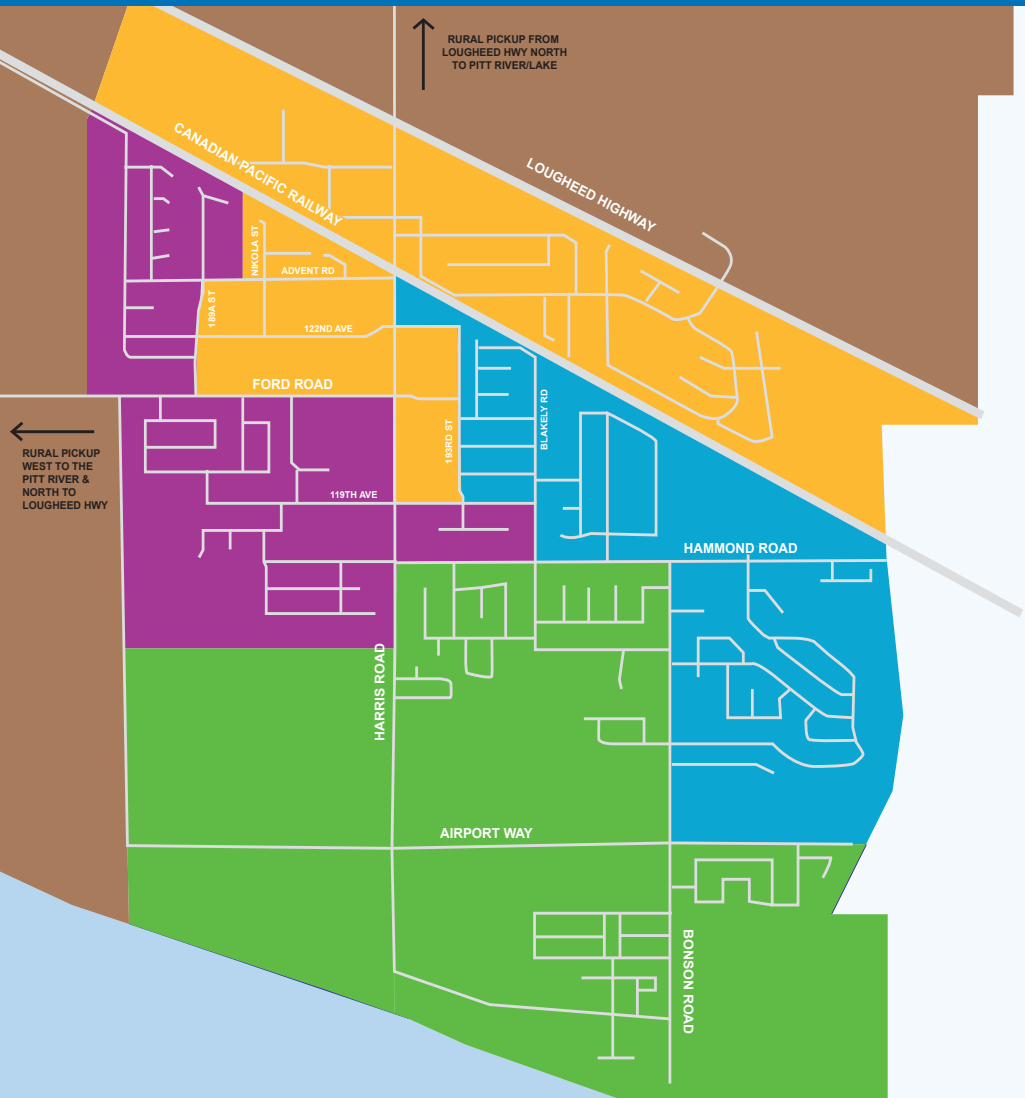 RURAL PICKUP FROM
LOUGHEED HWY NORTH
TO PITT RIVER/LAKE
CANADIAN PACIFIC RAILWAY
LOUGHEED HIGHWAY
NIKOLA ST
ADVENT RD
189A ST
122ND AVE
FORD ROAD
BLAKELY RD
193RD ST
RURAL PICKUP
WEST TO THE
PITT RIVER &
NORTH TO
LOUGHEED HWY
119TH AVE
HAMMOND ROAD
HARRIS ROAD
AIRPORT WAY
BONSON ROAD